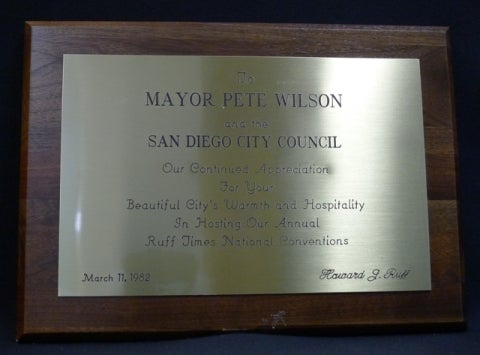 To
MAYOR PETE WILSON
and the
SAN DIEGO CITY COUNCIL
Our Continued Appreciation
For Your
Beautiful City's Warmth and Hospitality
In Hosting Our Annual
Ruff Times National Conventions
March 11, 1982
Howard J. Ruff